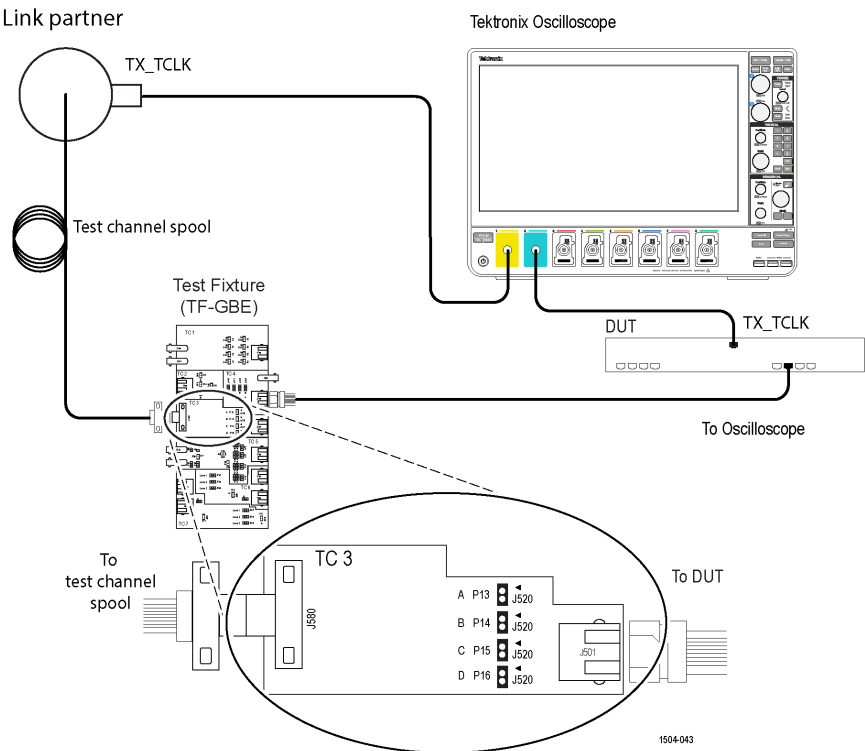 Link partner
TX_TCLK
Tektronix Oscilloscope
Tektronix
Test channel spool
Test Fixture
(TF-GBE)
TC1
TC2
TC4
TC3
TC5
TC6
TC7
DUT
TX_TCLK
To Oscilloscope
To
test channel
spool
TC 3
J580
A P13 J520
B P14 J520
C P15 J520
D P16 J520
J501
To DUT
1504-043